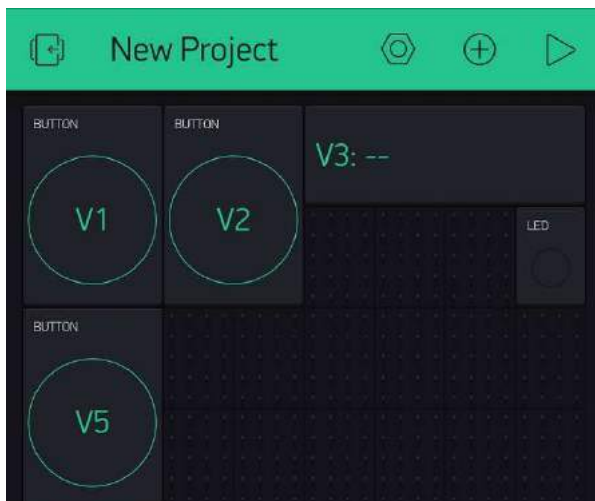 New Project
BUTTON
BUTTON
V3: --
V1
V2
LED
BUTTON
V5